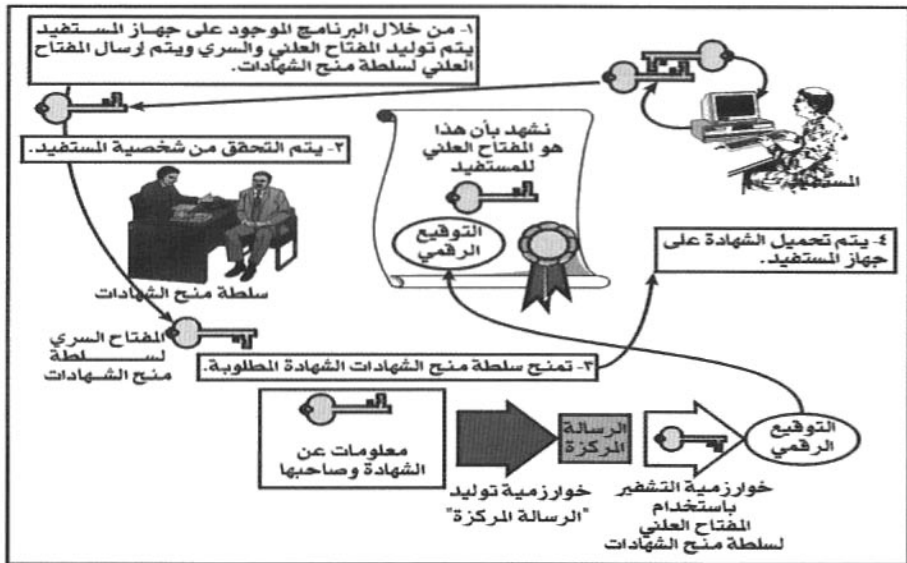 ١- من خلال البرنامج الموجود على جهاز المستفيد
يتم توليد المفتاح العلني والسري ويتم إرسال المفتاح
العلني لسلطة منح الشهادات.
المستفيد
٢- يتم التحقق من شخصية المستفيد.
سلطة منح الشهادات
نشهد بأن هذا
هو المفتاح العلني
للمستفيد
التوقيع
الرقمي
٤- يتم تحميل الشهادة على
جهاز المستفيد.
المفتاح السري
لسلطة
منح الشهادات
٣- تمنح سلطة منح الشهادات الشهادة المطلوبة.
معلومات عن
الشهادة وصاحبها
خوارزمية توليد
"الرسالة المركزة"
الرسالة
المركزة
خوارزمية التشفير
باستخدام
المفتاح العلني
لسلطة منح الشهادات
التوقيع
الرقمي